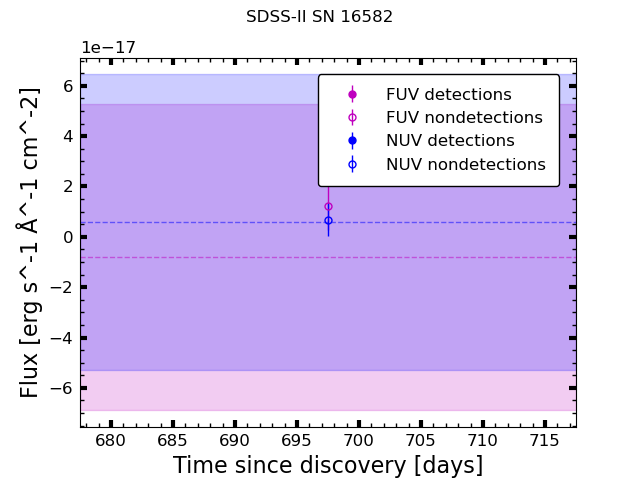 SDSS-II SN 16582
1e−17
FUV detections
FUV nondetections
NUV detections
NUV nondetections
6
4
2
0
−2
−4
−6
Flux [erg s^-1 Å^-1 cm^-2]
680 685 690 695 700 705 710 715
Time since discovery [days]